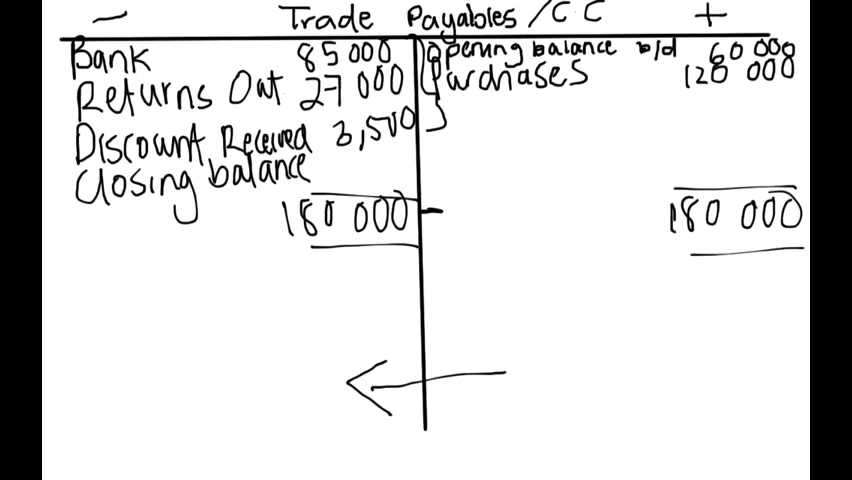 − Trade Payables / C C +
Bank 85 000 Opening balance b/d 60 000
Returns Out 27 000 Purchases 120 000
Discount Received 3,500
Closing balance
180 000 180 000